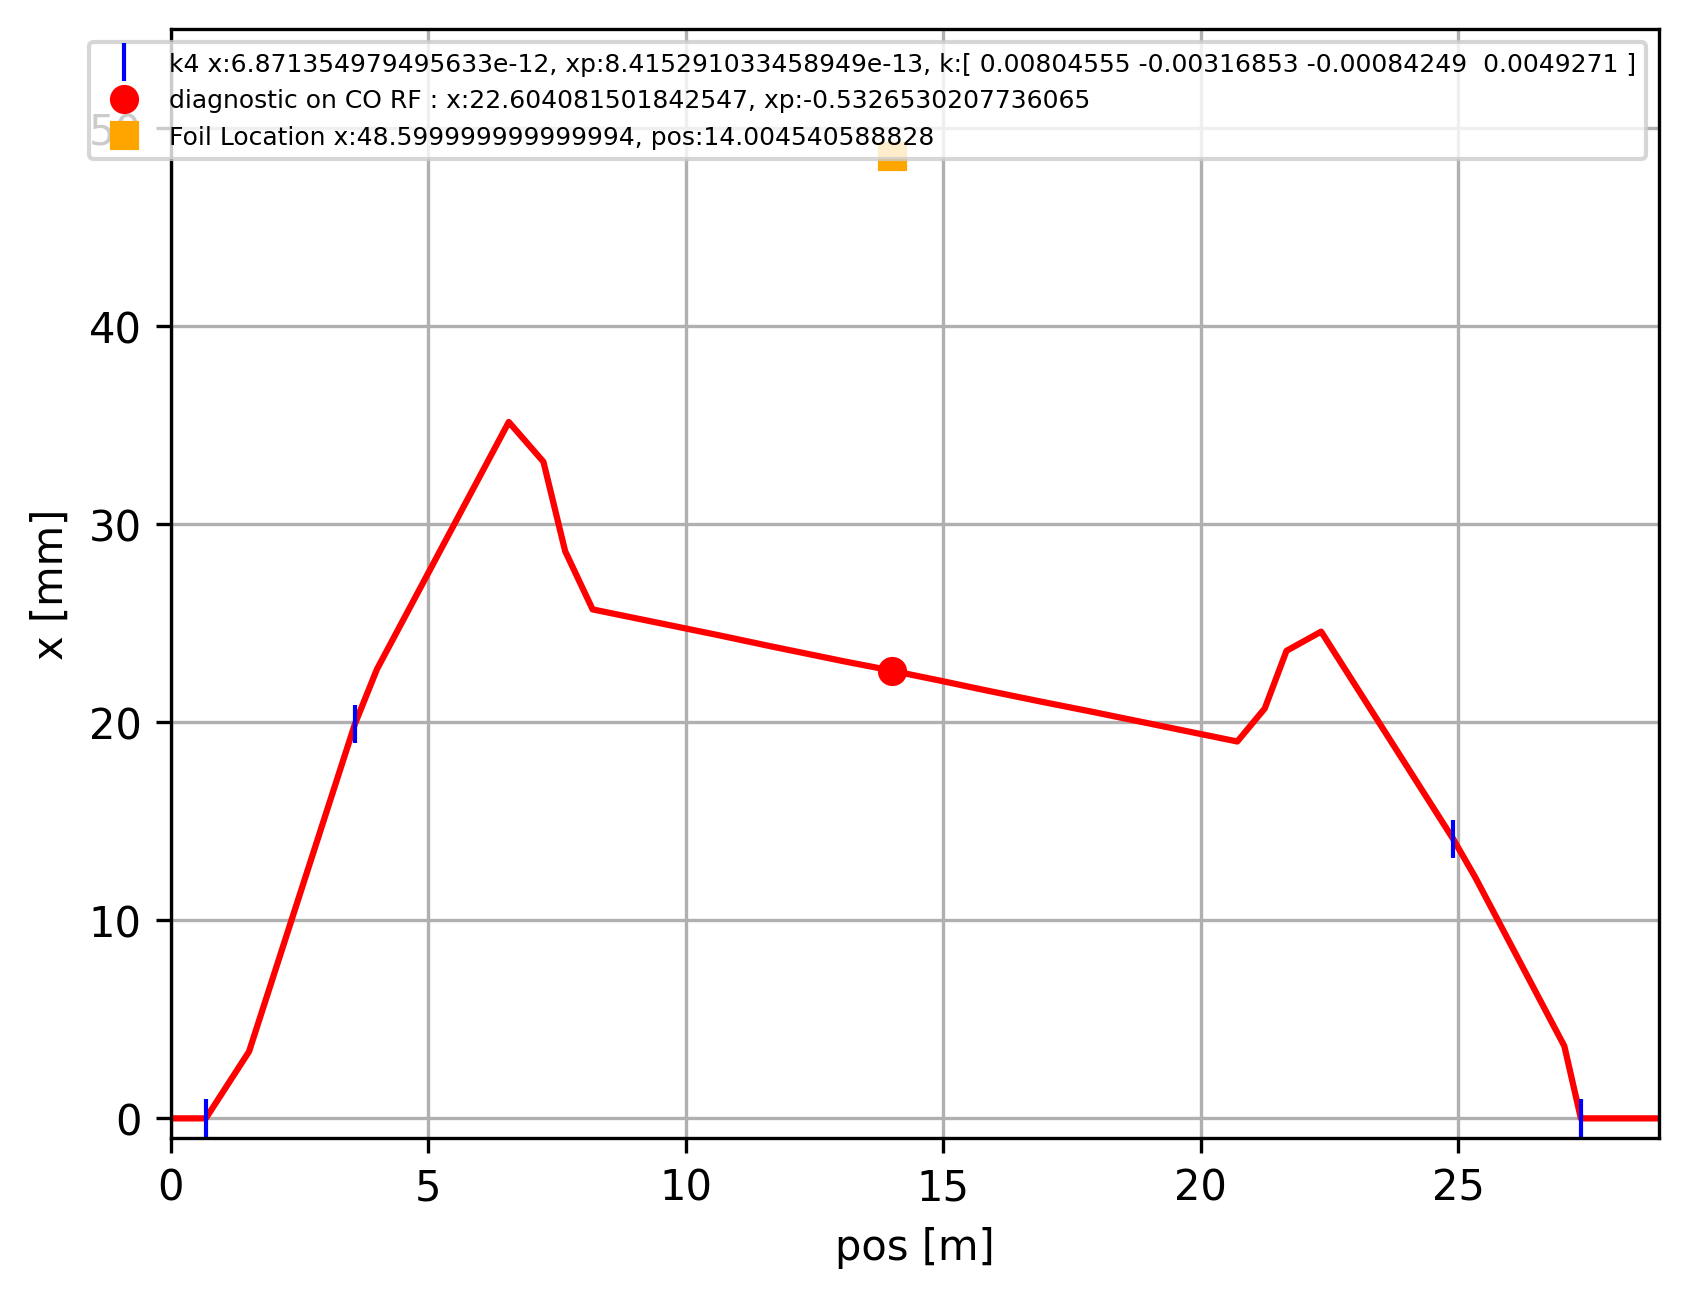 k4 x:6.871354979495633e-12, xp:8.415291033458949e-13, k:[ 0.00804555 -0.00316853 -0.00084249  0.0049271 ]
diagnostic on CO RF : x:22.604081501842547, xp:-0.5326530207736065
Foil Location x:48.599999999999994, pos:14.004540588828
50
40
30
20
10
0
x [mm]
0 5 10 15 20 25
pos [m]